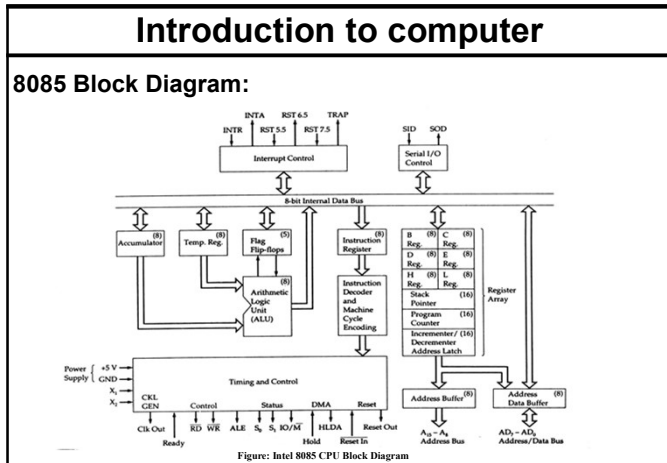 Introduction to computer
8085 Block Diagram:
INTA RST 6.5 TRAP
INTR RST 5.5 RST 7.5
SID SOD
Interrupt Control
Serial I/O
Control
8-bit Internal Data Bus
(8)
Accumulator
(8)
Temp. Reg.
(5)
Flag
Flip-flops
(8)
Instruction
Register
(8)
Arithmetic
Logic
Unit
(ALU)
Instruction
Decoder
and
Machine
Cycle
Encoding
B (8) C (8)
Reg. Reg.
D (8) E (8)
Reg. Reg.
H (8) L (8)
Reg. Reg.
Stack (16)
Pointer
Program (16)
Counter
Incrementer/ (16)
Decrementer
Address Latch
Register
Array
Power
Supply
+5 V
GND
X₁
X₂
Timing and Control
CKL
GEN
Control Status DMA Reset
Clk Out
Ready
R̅D̅ W̅R̅ ALE S₀ S₁ IO/M̅
Hold
HLDA
R̅e̅s̅e̅t̅ I̅n̅
Reset Out
Address Buffer (8)
Address (8)
Data Buffer
A₁₅ – A₈
Address Bus
AD₇ – AD₀
Address/Data Bus
Figure: Intel 8085 CPU Block Diagram